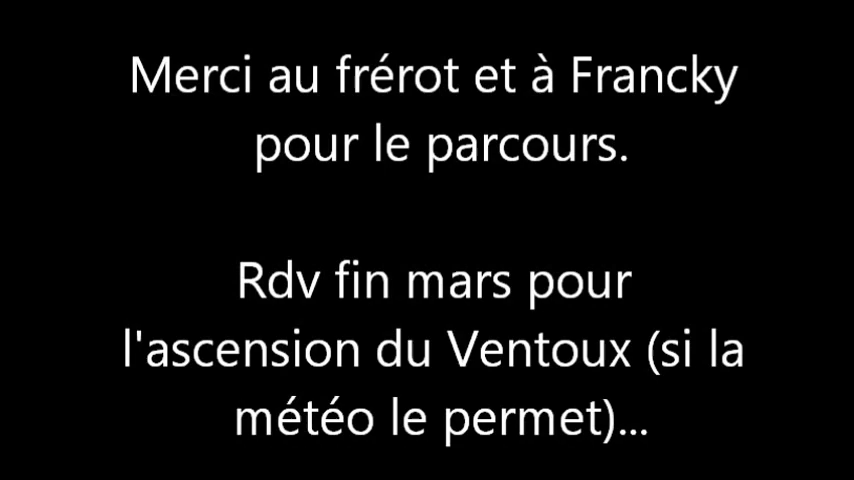 Merci au frérot et à Francky
pour le parcours.
Rdv fin mars pour
l'ascension du Ventoux (si la
météo le permet)...